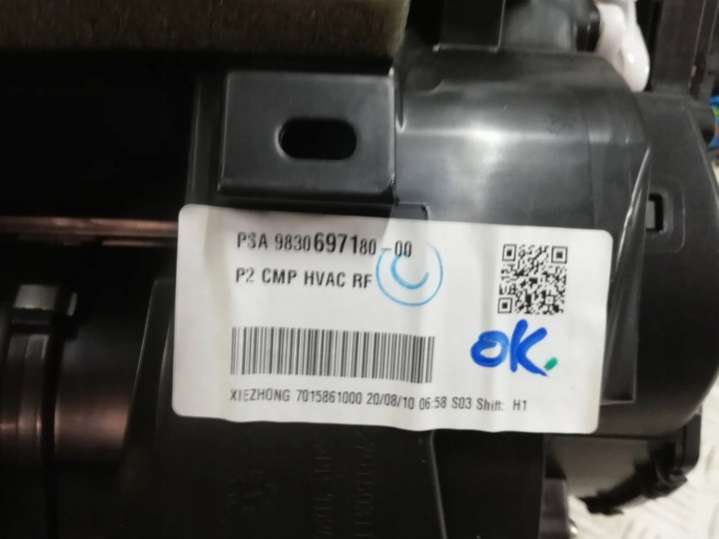 PSA 9830697180-00
P2 CMP HVAC RF
C
OK.
XIEZHONG 7015861000 20/08/10 06:58 S03 Shift: H1